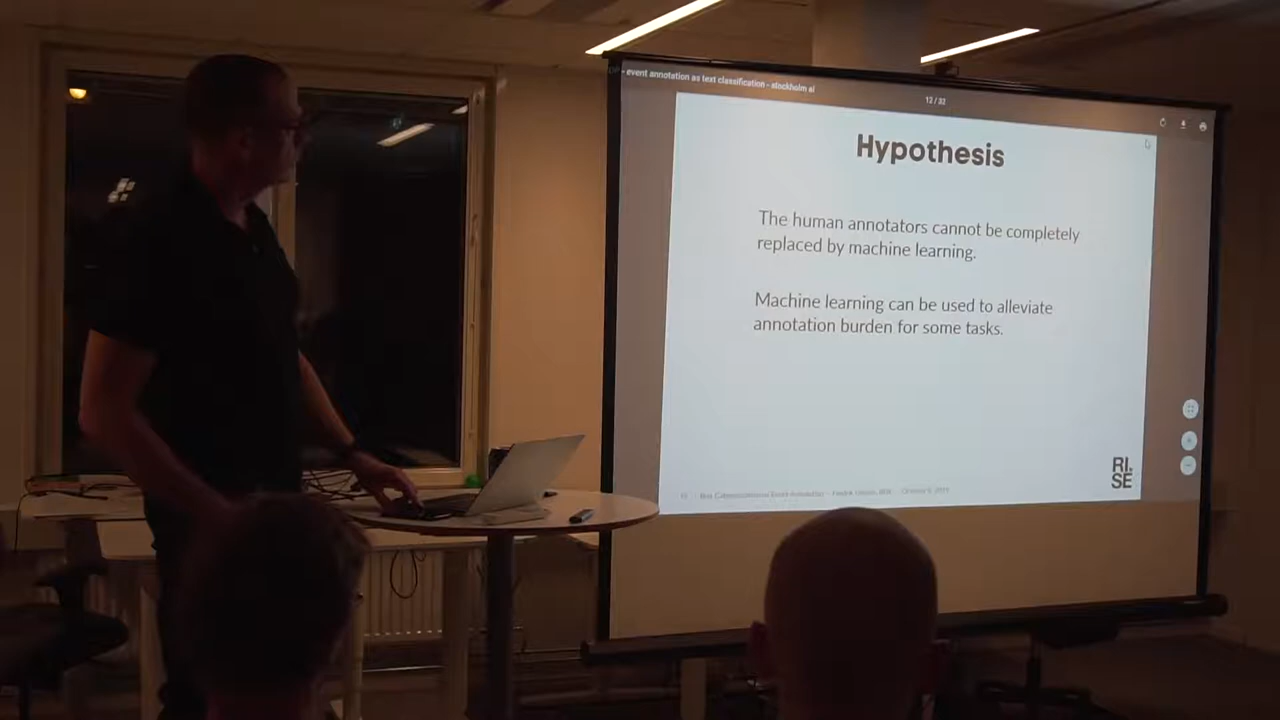 - event annotation as text classification - stockholm ai
12 / 32
Hypothesis
The human annotators cannot be completely
replaced by machine learning.
Machine learning can be used to alleviate
annotation burden for some tasks.
RI.
SE